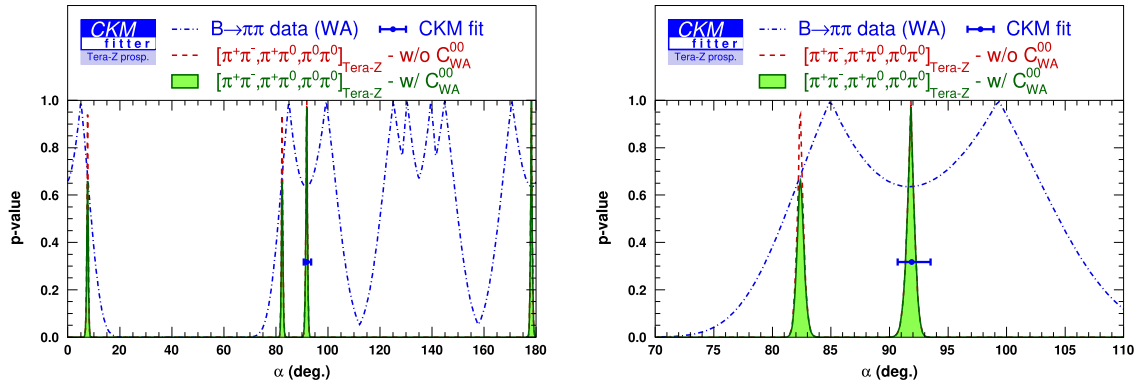 CKM
fitter
Tera-Z prosp.
B→ππ data (WA)
CKM fit
[π⁺π⁻,π⁺π⁰,π⁰π⁰]Tera-Z - w/o C⁰⁰WA
[π⁺π⁻,π⁺π⁰,π⁰π⁰]Tera-Z - w/ C⁰⁰WA
p-value
1.0
0.8
0.6
0.4
0.2
0.0
0 20 40 60 80 100 120 140 160 180
α (deg.)
CKM
fitter
Tera-Z prosp.
B→ππ data (WA)
CKM fit
[π⁺π⁻,π⁺π⁰,π⁰π⁰]Tera-Z - w/o C⁰⁰WA
[π⁺π⁻,π⁺π⁰,π⁰π⁰]Tera-Z - w/ C⁰⁰WA
p-value
1.0
0.8
0.6
0.4
0.2
0.0
70 75 80 85 90 95 100 105 110
α (deg.)